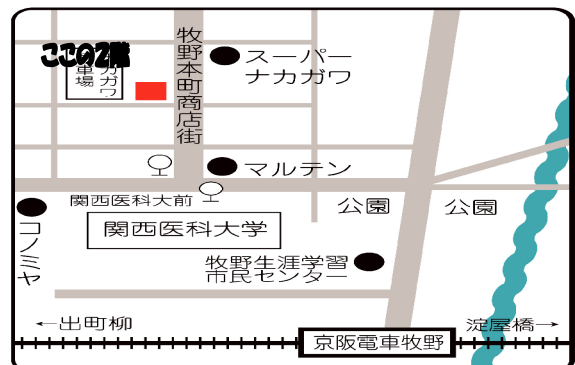 ここの2階
牧野本町商店街
スーパー
ナカガワ
ナカガワ
車場
マルテン
関西医科大前
関西医科大学
公園
公園
コノミヤ
牧野生涯学習
市民センター
←出町柳
淀屋橋→
京阪電車牧野